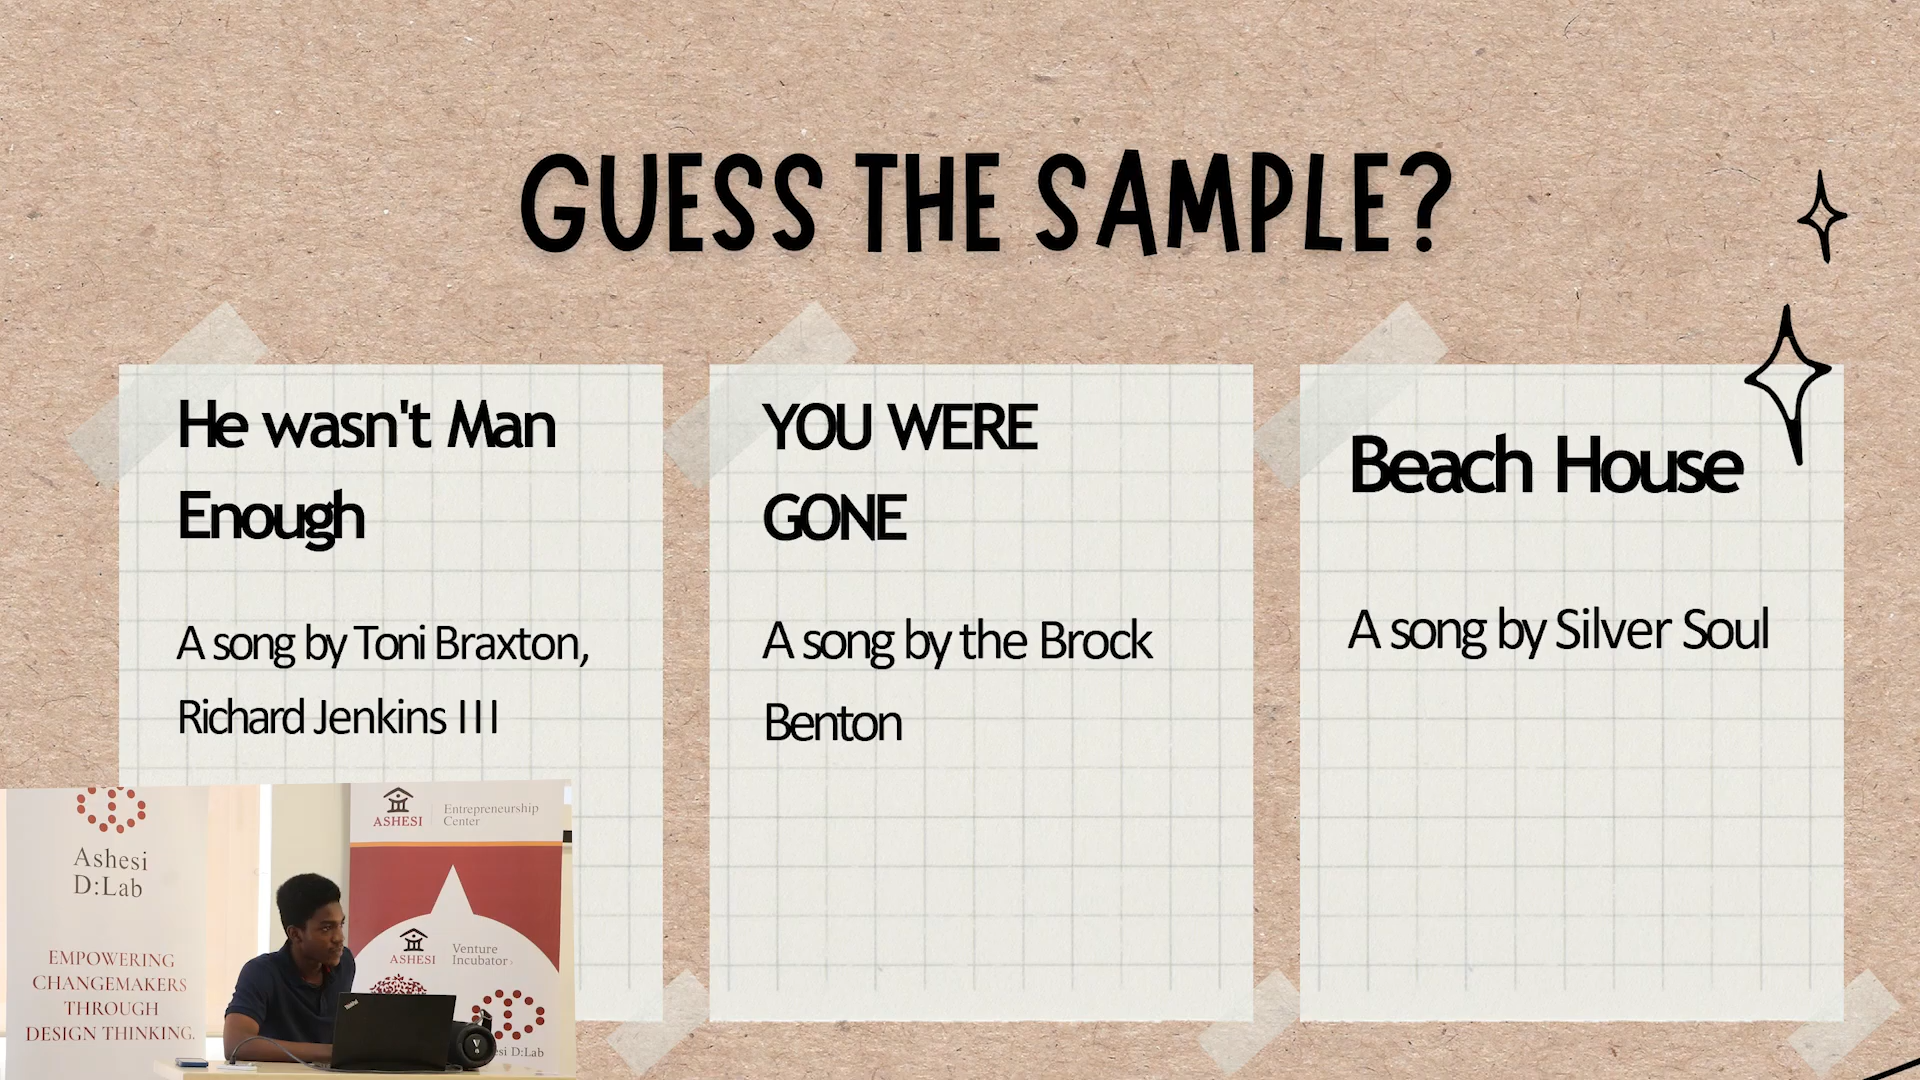 GUESS THE SAMPLE?
He wasn't Man
Enough
A song by Toni Braxton,
Richard Jenkins III
YOU WERE
GONE
A song by the Brock
Benton
Beach House
A song by Silver Soul
Ashesi
D:Lab
EMPOWERING
CHANGEMAKERS
THROUGH
DESIGN THINKING.
ASHESI
Entrepreneurship
Center
ASHESI
Venture
Incubator
ThinkPad
D:Lab